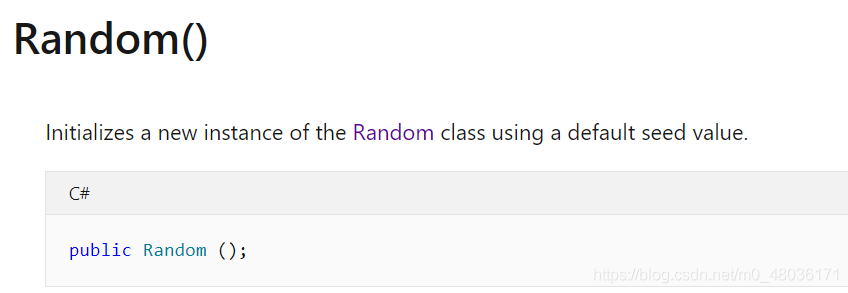 Random()
Initializes a new instance of the Random class using a default seed value.
C#
public Random ();
https://blog.csdn.net/m0_48036171